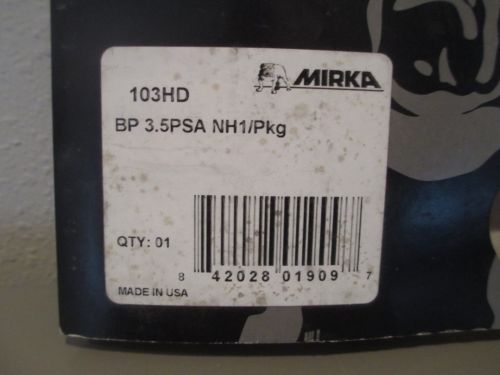 MIRKA
103HD
BP 3.5PSA NH1/Pkg
QTY: 01
8 42028 01909 7
MADE IN USA